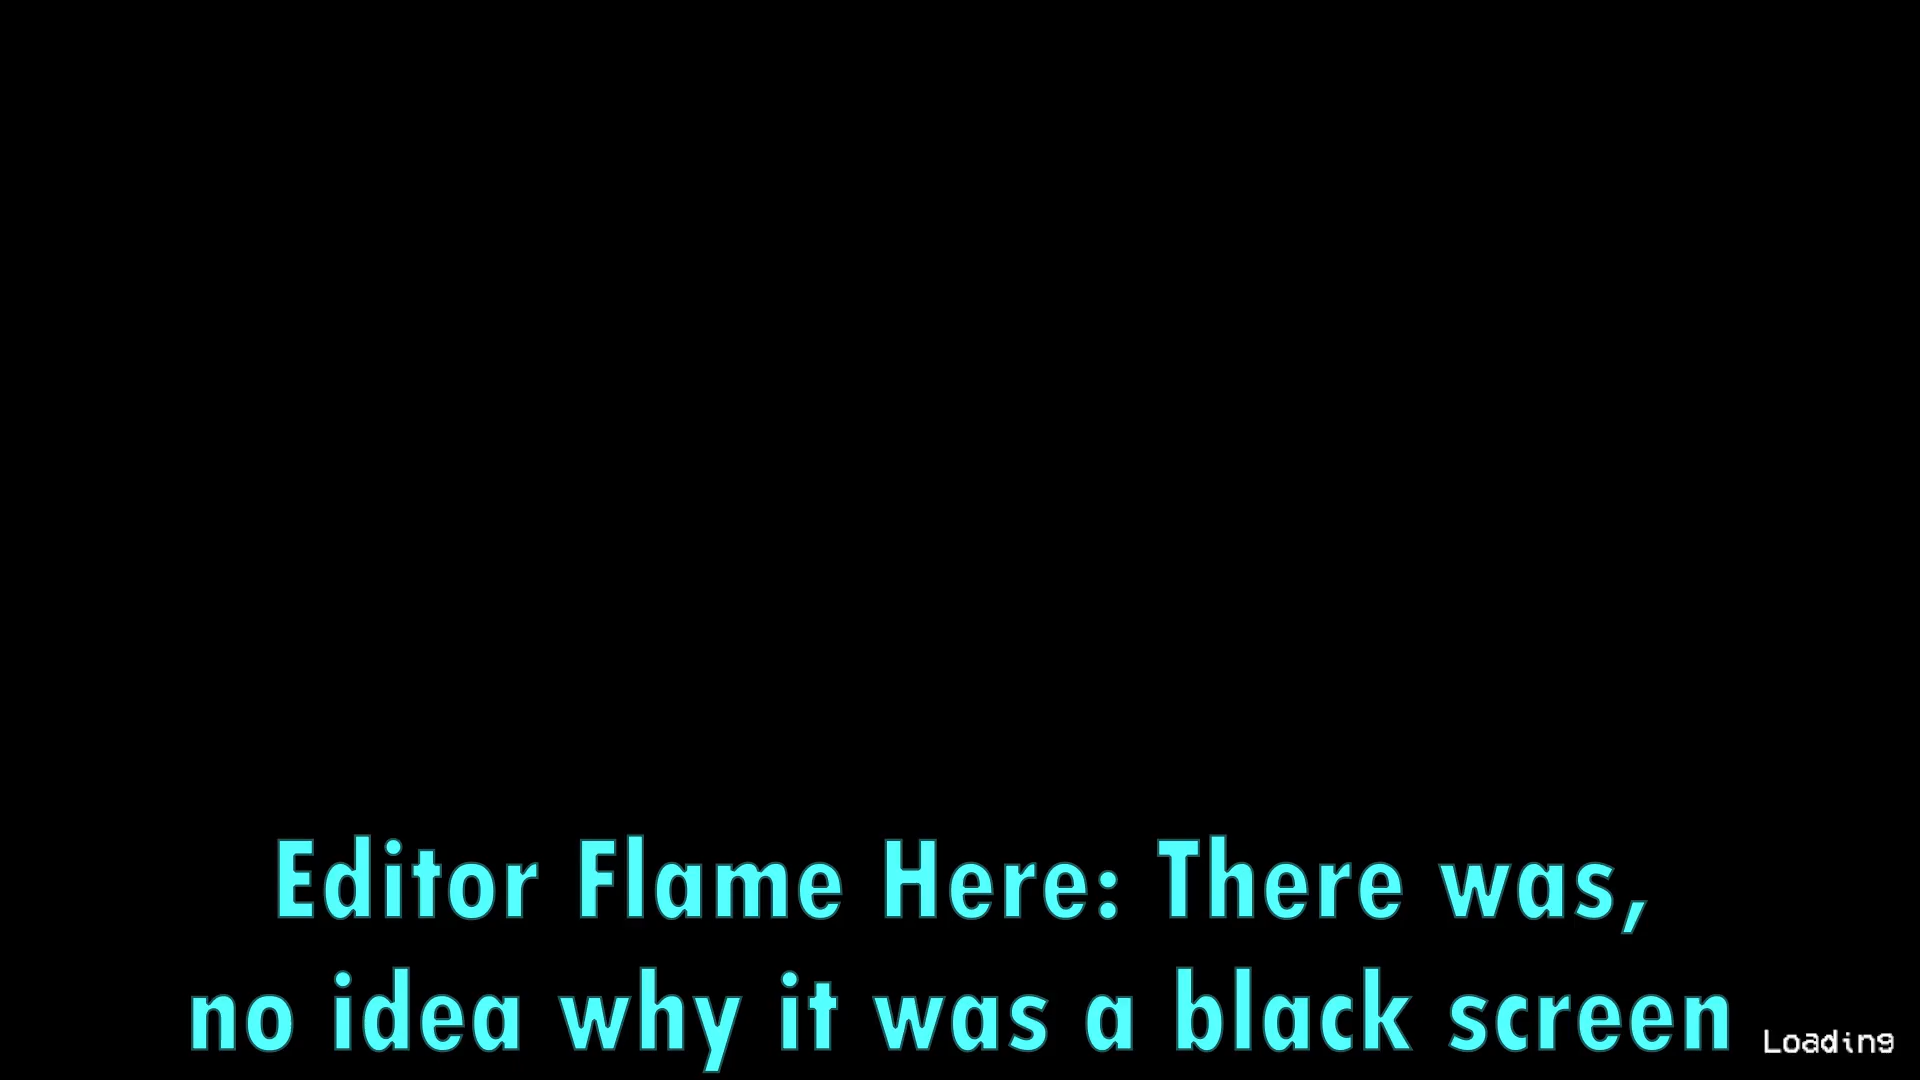 Editor Flame Here: There was,
no idea why it was a black screen
Loading